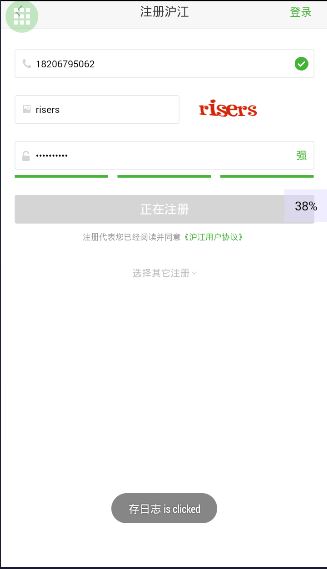 注册沪江
登录
18206795062
risers
risers
••••••••••
强
正在注册
38%
注册代表您已经阅读并同意《沪江用户协议》
选择其它注册
存日志 is clicked